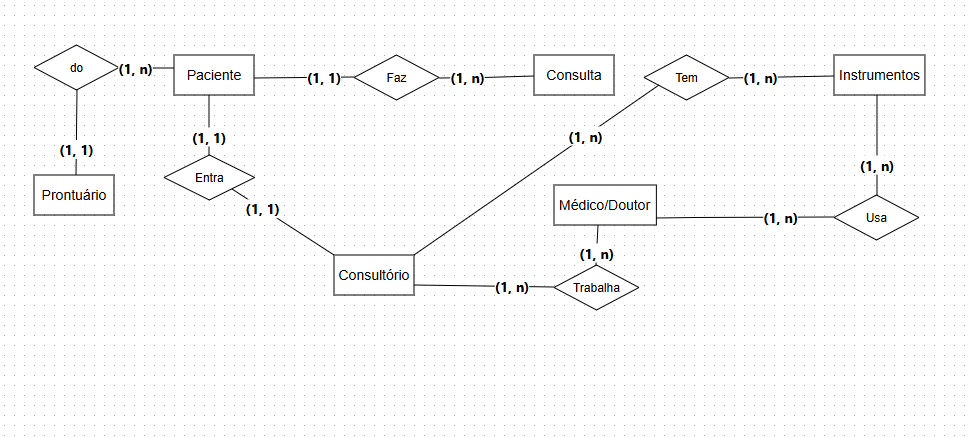 do
(1, n)
Paciente
(1, 1)
Faz
(1, n)
Consulta
Tem
(1, n)
Instrumentos
(1, 1)
(1, 1)
(1, n)
(1, n)
Prontuário
Entra
(1, 1)
Médico/Doutor
(1, n)
Usa
(1, n)
Consultório
(1, n)
Trabalha